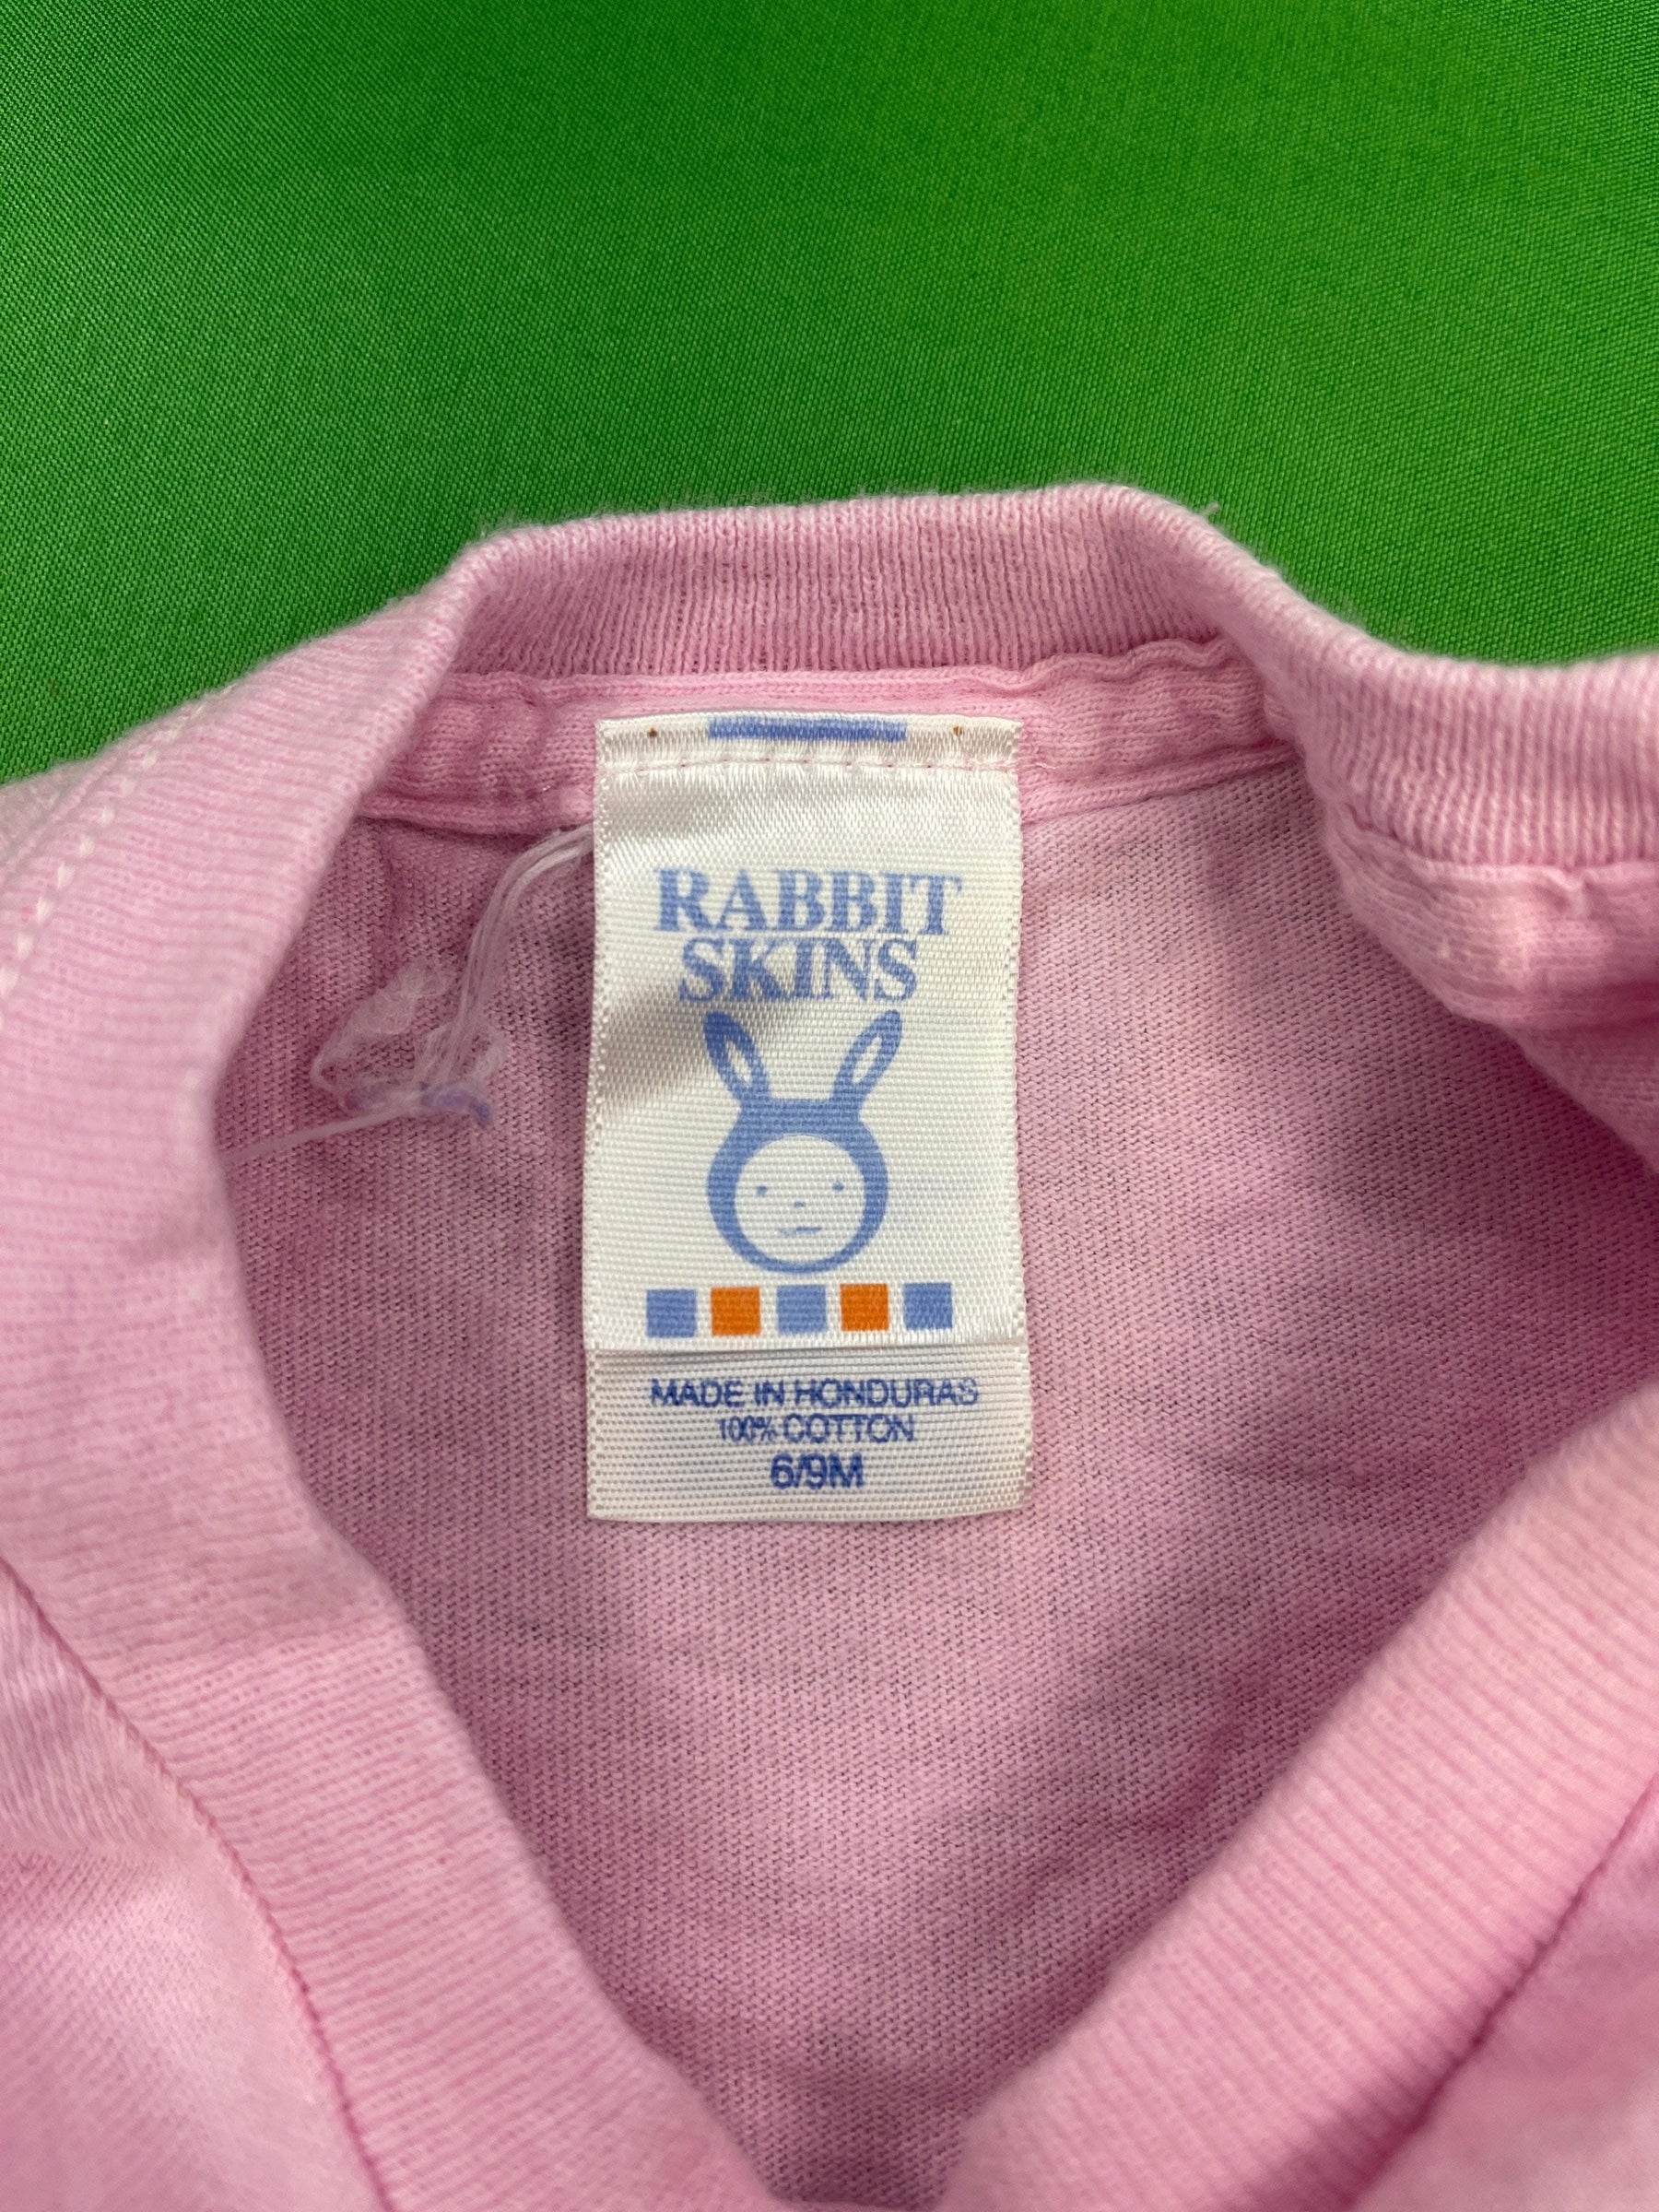 RABBIT
SKINS
MADE IN HONDURAS
100% COTTON
6/9M